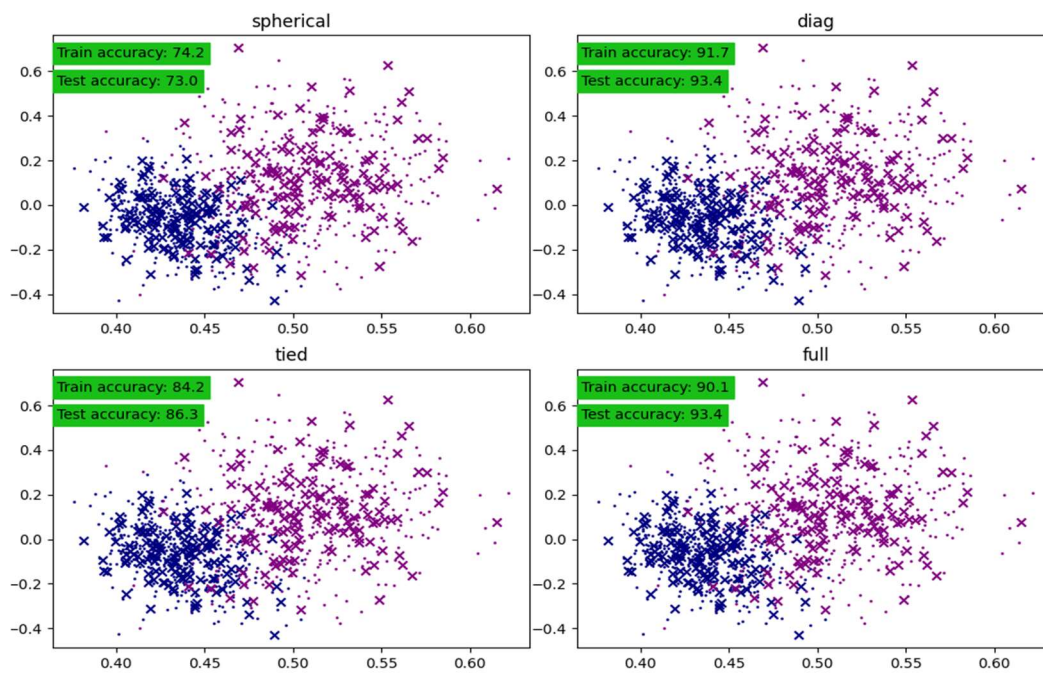 spherical
Train accuracy: 74.2
Test accuracy: 73.0
0.6
0.4
0.2
0.0
−0.2
−0.4
0.40 0.45 0.50 0.55 0.60
diag
Train accuracy: 91.7
Test accuracy: 93.4
0.6
0.4
0.2
0.0
−0.2
−0.4
0.40 0.45 0.50 0.55 0.60
tied
Train accuracy: 84.2
Test accuracy: 86.3
0.6
0.4
0.2
0.0
−0.2
−0.4
0.40 0.45 0.50 0.55 0.60
full
Train accuracy: 90.1
Test accuracy: 93.4
0.6
0.4
0.2
0.0
−0.2
−0.4
0.40 0.45 0.50 0.55 0.60